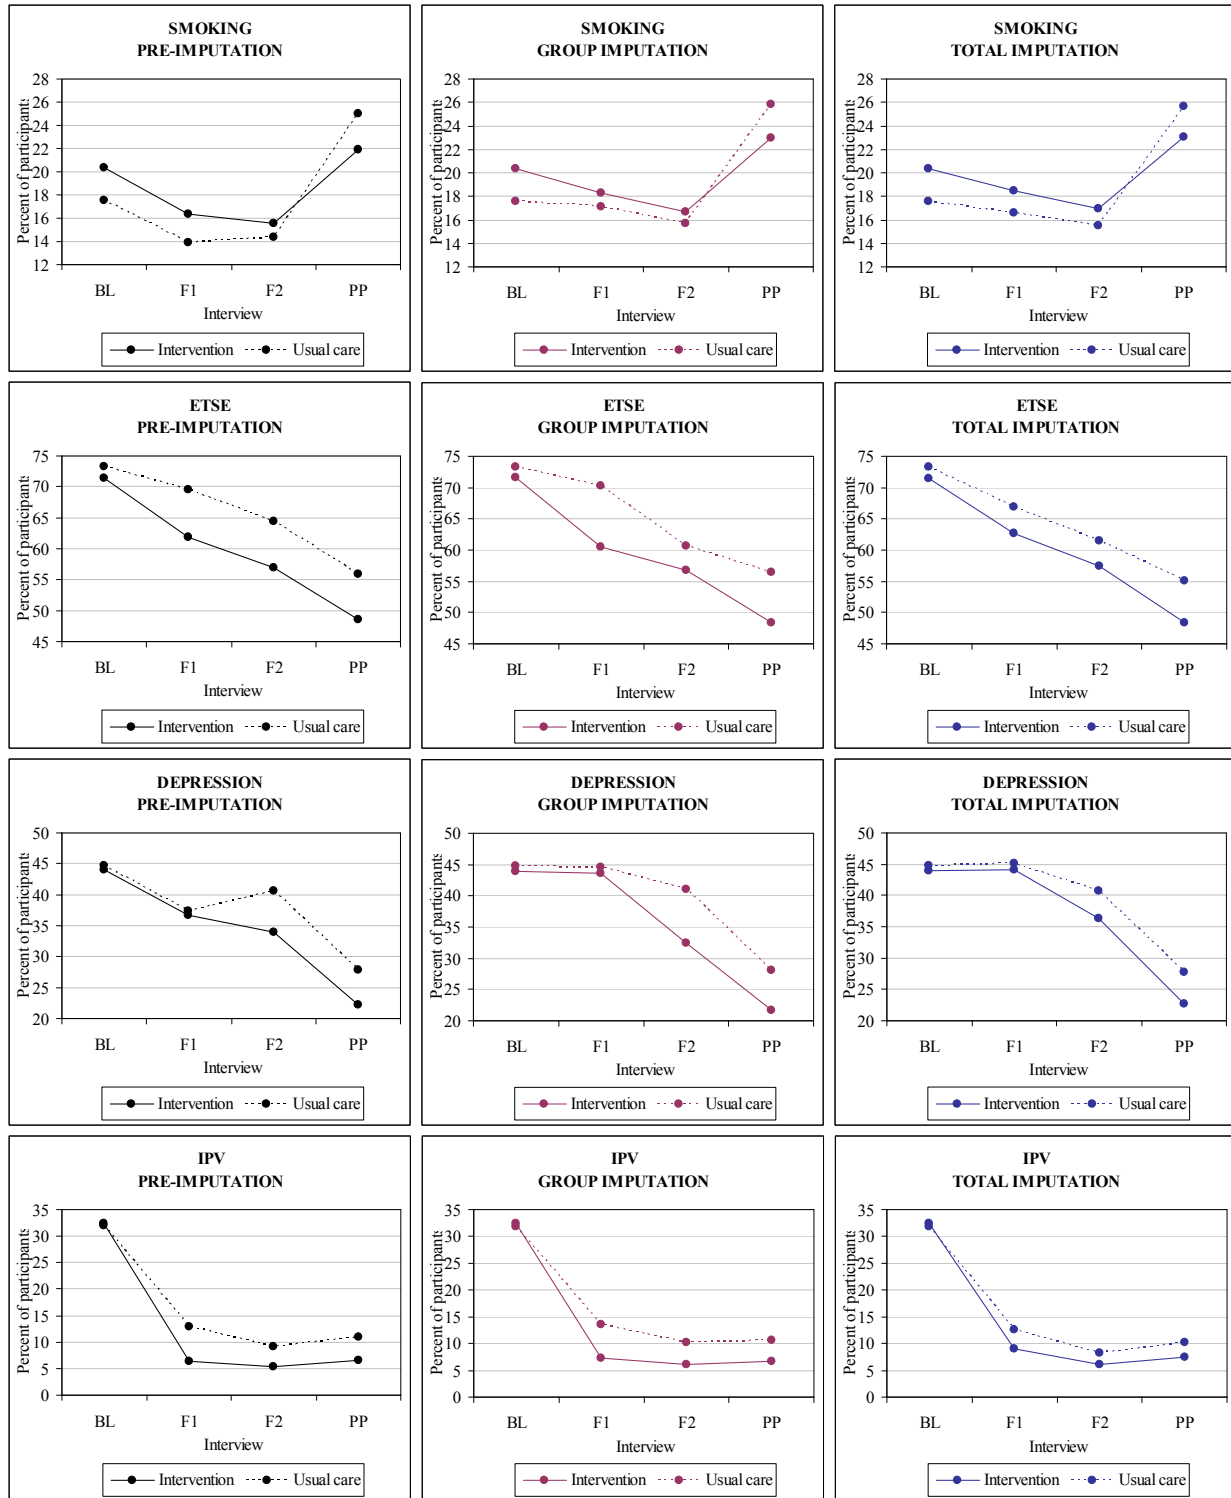 SMOKING
PRE-IMPUTATION
Percent of participants
28
26
24
22
20
18
16
14
12
BL F1 F2 PP
Interview
Intervention Usual care
SMOKING
GROUP IMPUTATION
Percent of participants
28
26
24
22
20
18
16
14
12
BL F1 F2 PP
Interview
Intervention Usual care
SMOKING
TOTAL IMPUTATION
Percent of participants
28
26
24
22
20
18
16
14
12
BL F1 F2 PP
Interview
Intervention Usual care
ETSE
PRE-IMPUTATION
Percent of participants
75
70
65
60
55
50
45
BL F1 F2 PP
Interview
Intervention Usual care
ETSE
GROUP IMPUTATION
Percent of participants
75
70
65
60
55
50
45
BL F1 F2 PP
Interview
Intervention Usual care
ETSE
TOTAL IMPUTATION
Percent of participants
75
70
65
60
55
50
45
BL F1 F2 PP
Interview
Intervention Usual care
DEPRESSION
PRE-IMPUTATION
Percent of participants
50
45
40
35
30
25
20
BL F1 F2 PP
Interview
Intervention Usual care
DEPRESSION
GROUP IMPUTATION
Percent of participants
50
45
40
35
30
25
20
BL F1 F2 PP
Interview
Intervention Usual care
DEPRESSION
TOTAL IMPUTATION
Percent of participants
50
45
40
35
30
25
20
BL F1 F2 PP
Interview
Intervention Usual care
IPV
PRE-IMPUTATION
Percent of participants
35
30
25
20
15
10
5
0
BL F1 F2 PP
Interview
Intervention Usual care
IPV
GROUP IMPUTATION
Percent of participants
35
30
25
20
15
10
5
0
BL F1 F2 PP
Interview
Intervention Usual care
IPV
TOTAL IMPUTATION
Percent of participants
35
30
25
20
15
10
5
0
BL F1 F2 PP
Interview
Intervention Usual care